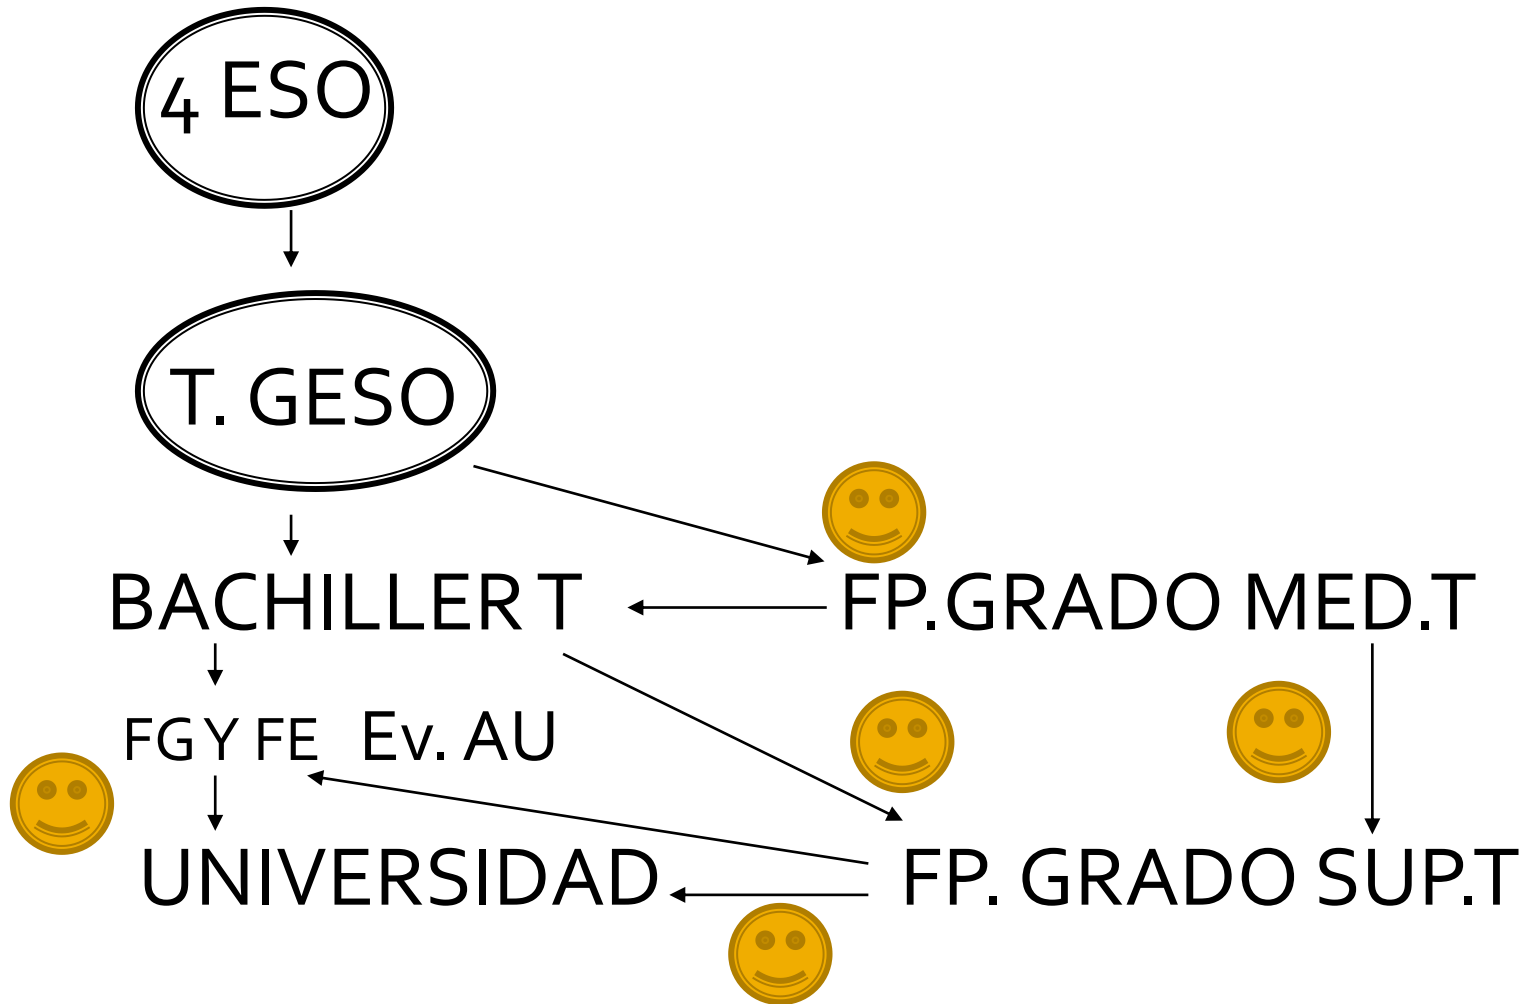 4 ESO
T. GESO
BACHILLER T
FP.GRADO MED.T
FG Y FE Ev. AU
UNIVERSIDAD
FP. GRADO SUP.T